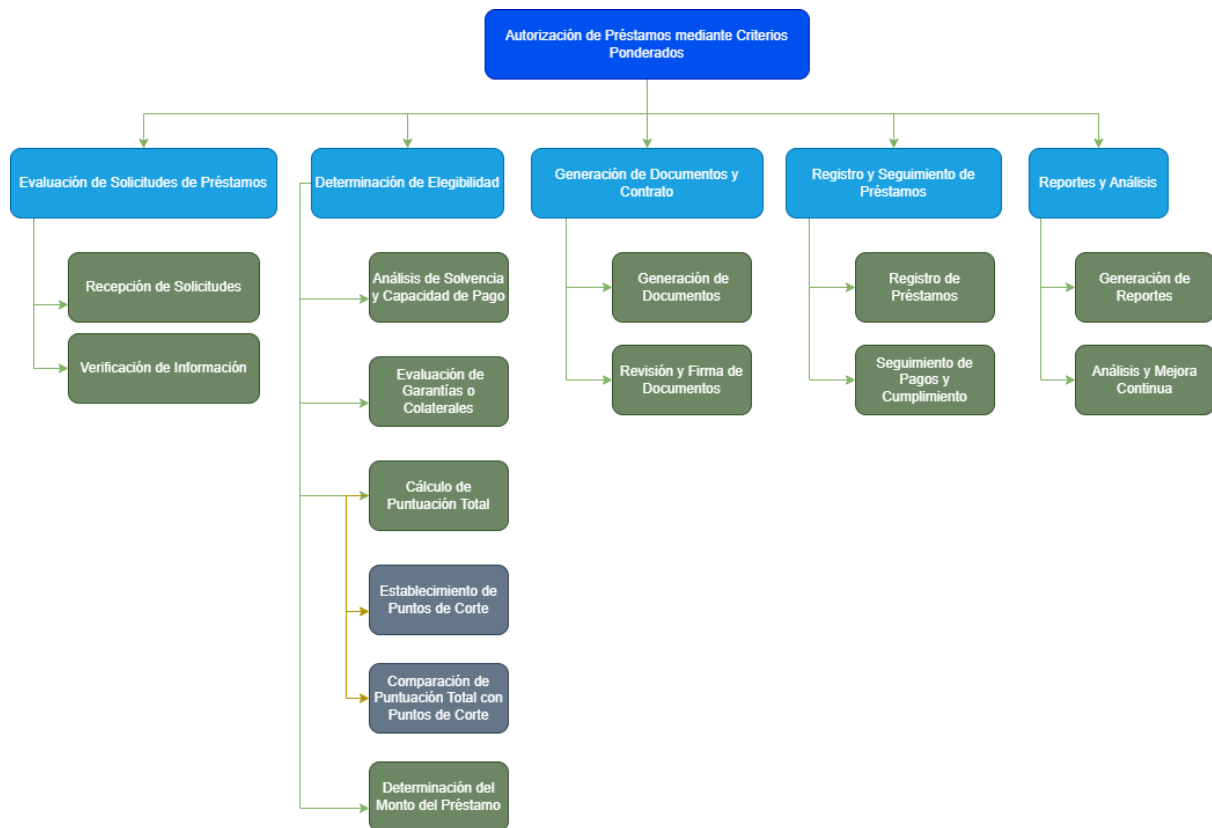 Autorización de Préstamos mediante Criterios
Ponderados
Evaluación de Solicitudes de Préstamos
Determinación de Elegibilidad
Generación de Documentos y
Contrato
Registro y Seguimiento de
Préstamos
Reportes y Análisis
Recepción de Solicitudes
Verificación de Información
Análisis de Solvencia
y Capacidad de Pago
Evaluación de
Garantías o
Colaterales
Cálculo de
Puntuación Total
Establecimiento de
Puntos de Corte
Comparación de
Puntuación Total con
Puntos de Corte
Determinación del
Monto del Préstamo
Generación de
Documentos
Revisión y Firma de
Documentos
Registro de
Préstamos
Seguimiento de
Pagos y
Cumplimiento
Generación de
Reportes
Análisis y Mejora
Continua